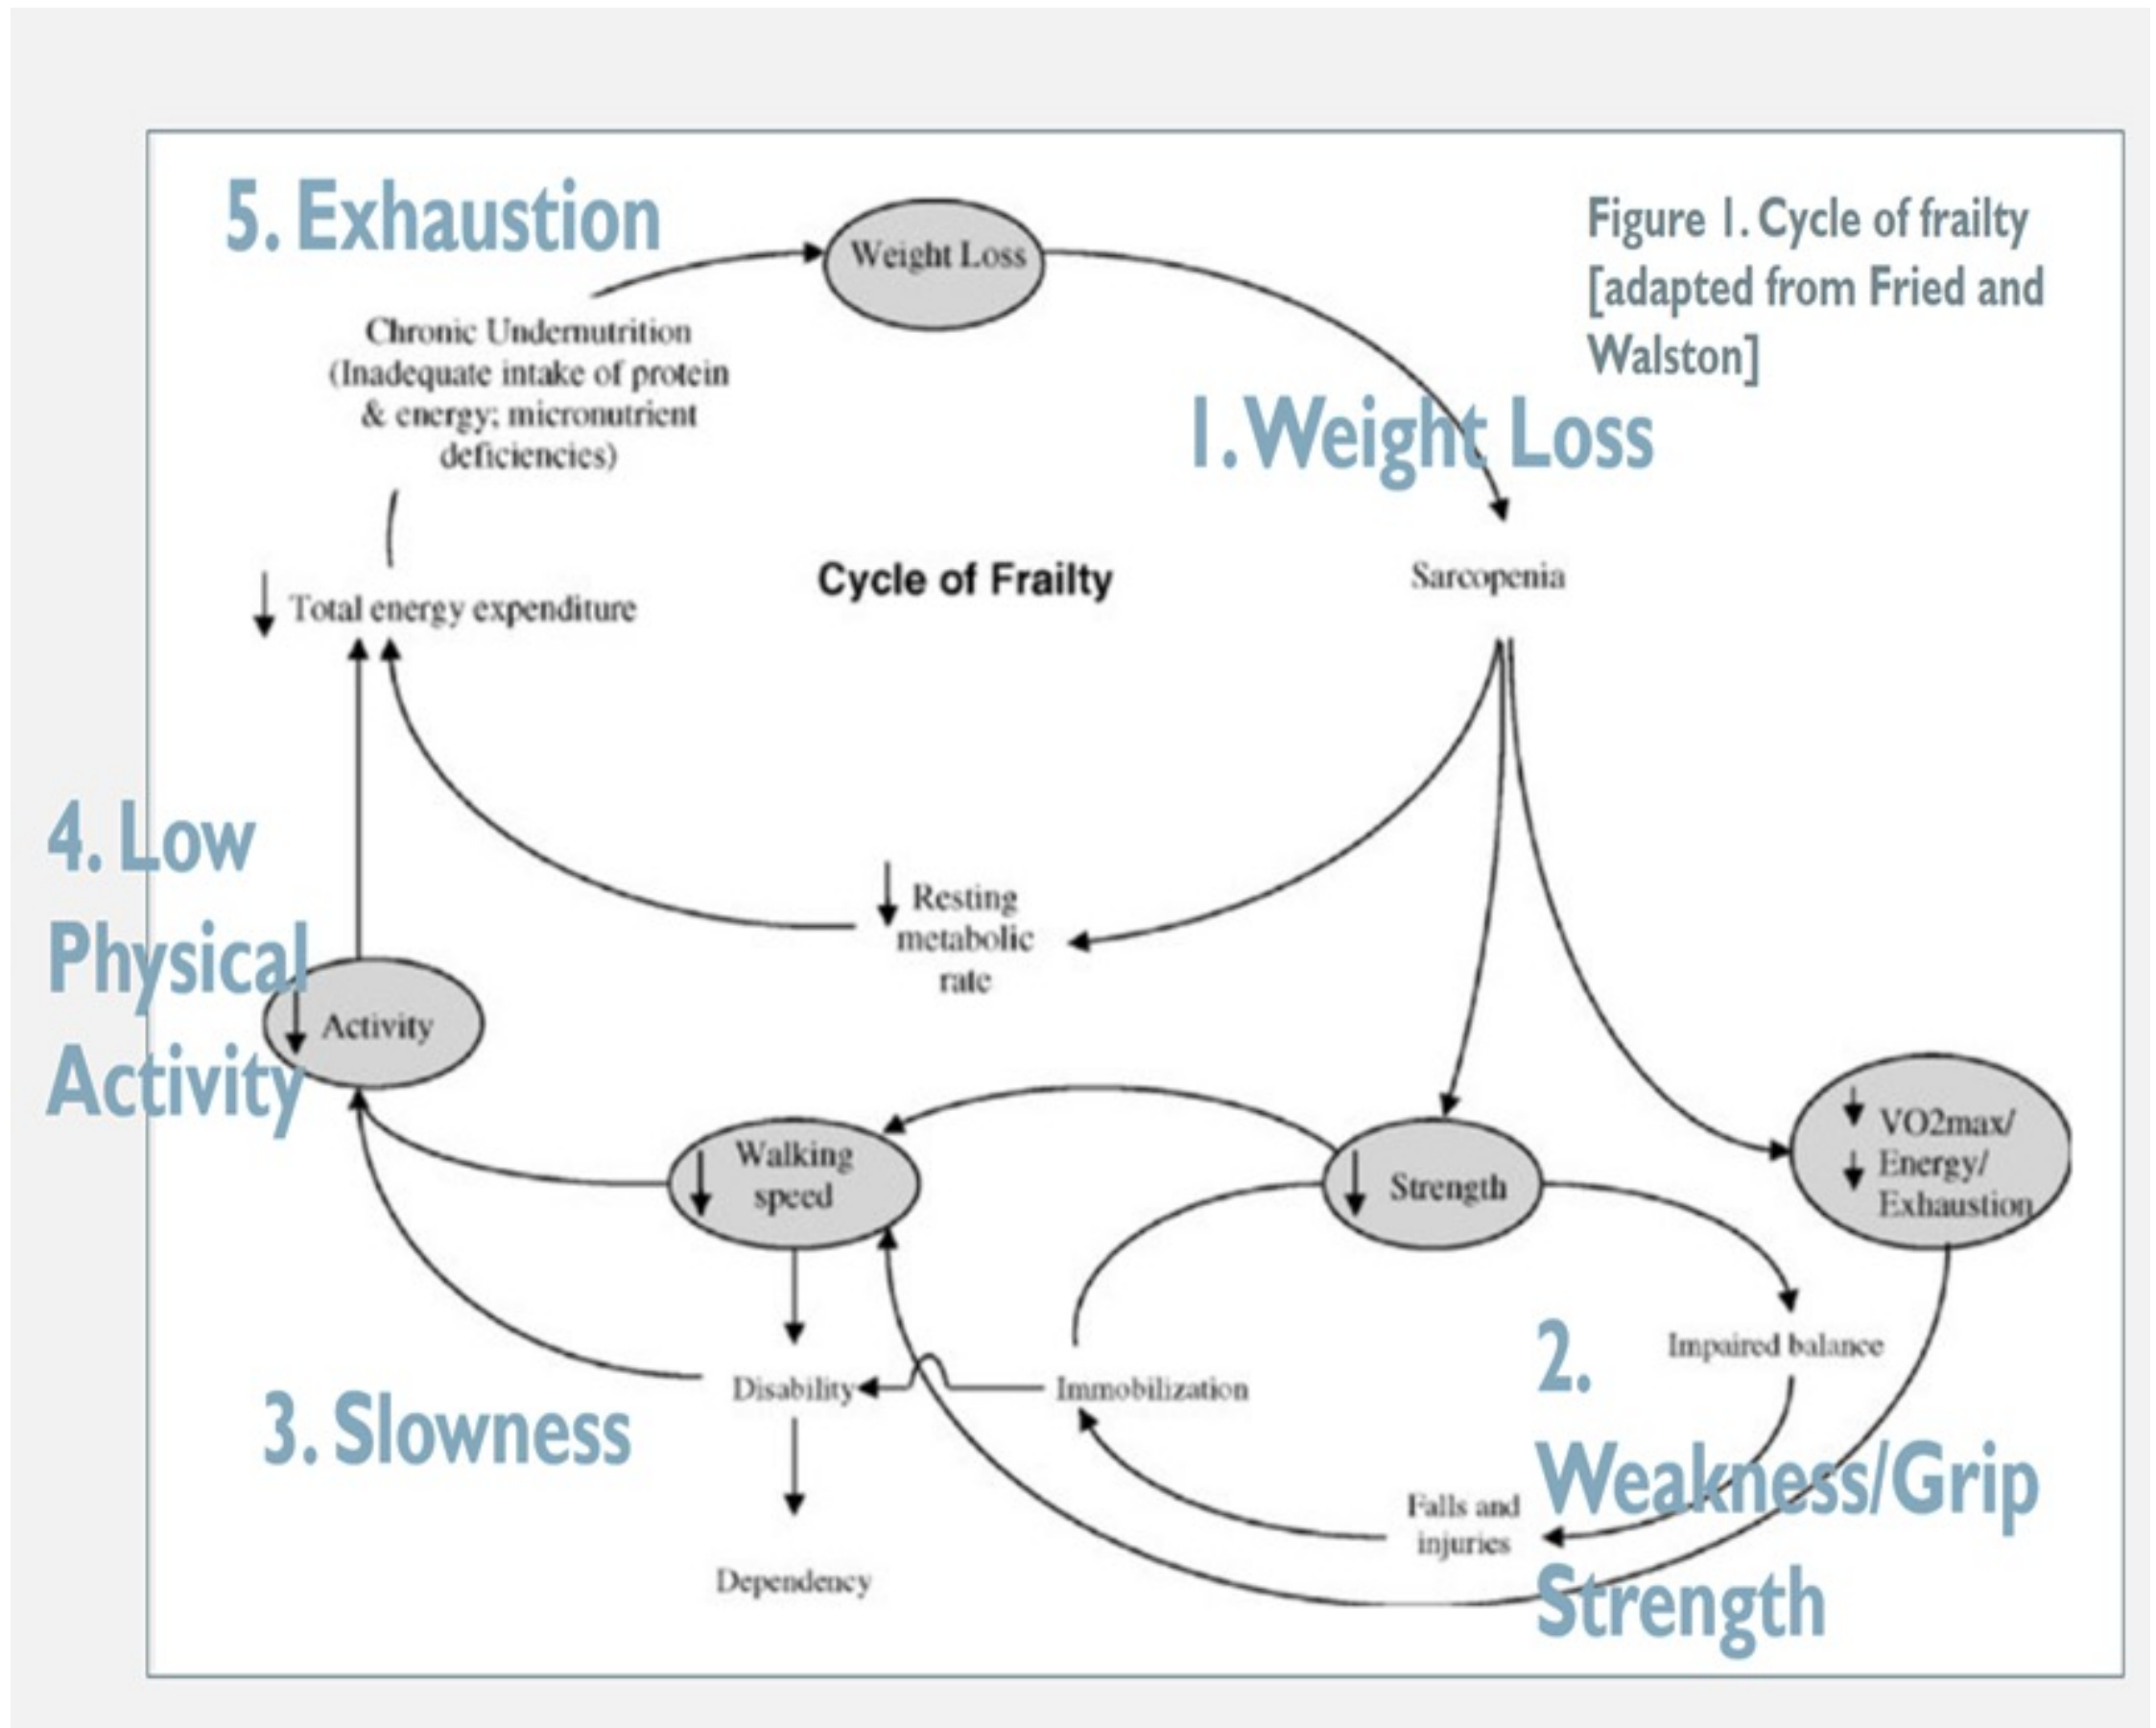 5. Exhaustion
Weight Loss
Figure 1. Cycle of frailty
[adapted from Fried and
Walston]
Chronic Undernutrition
(Inadequate intake of protein
& energy; micronutrient
deficiencies)
1. Weight Loss
Cycle of Frailty
Sarcopenia
↓ Total energy expenditure
4. Low
Physical
Activity
↓ Resting
metabolic
rate
↓ Activity
↓ Walking
speed
↓ Strength
↓ VO2max/
↓ Energy/
Exhaustion
Impaired balance
2.
Weakness/Grip
Strength
Disability
Immobilization
3. Slowness
Falls and
injuries
Dependency